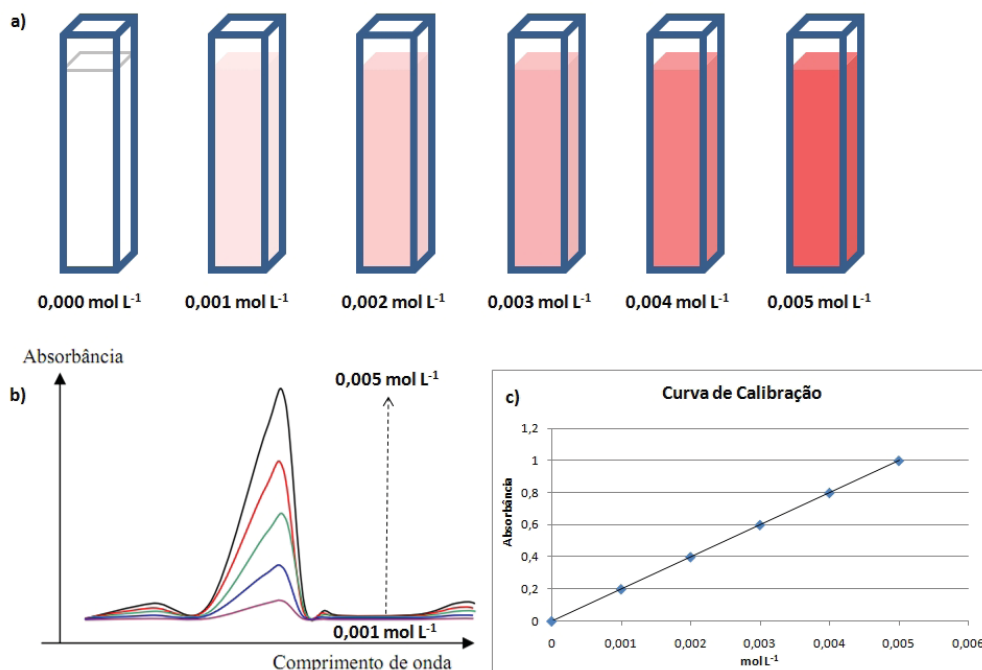 a)
0,000 mol L-1 0,001 mol L-1 0,002 mol L-1 0,003 mol L-1 0,004 mol L-1 0,005 mol L-1
Absorbância
b)
0,005 mol L-1
0,001 mol L-1
Comprimento de onda
c)
Curva de Calibração
Absorbância
1,2
1
0,8
0,6
0,4
0,2
0
0 0,001 0,002 0,003 0,004 0,005 0,006
mol L-1